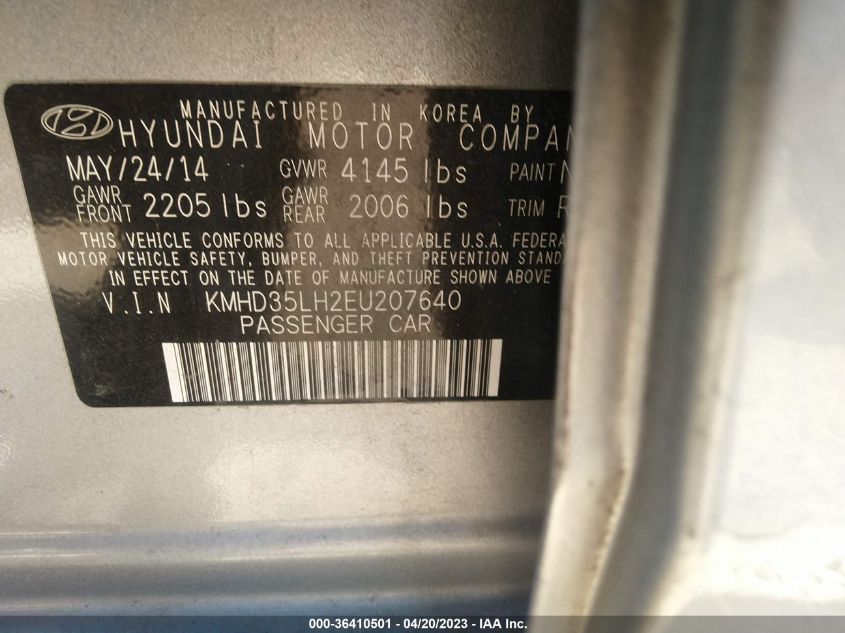 MANUFACTURED IN KOREA BY
HYUNDAI MOTOR COMPAN
MAY/24/14 GVWR 4145 lbs PAINT N
GAWR FRONT 2205 lbs GAWR REAR 2006 lbs TRIM R
THIS VEHICLE CONFORMS TO ALL APPLICABLE U.S.A. FEDERA
MOTOR VEHICLE SAFETY, BUMPER, AND THEFT PREVENTION STAND
IN EFFECT ON THE DATE OF MANUFACTURE SHOWN ABOVE
V.I.N KMHD35LH2EU207640
PASSENGER CAR
000-36410501 - 04/20/2023 - IAA Inc.